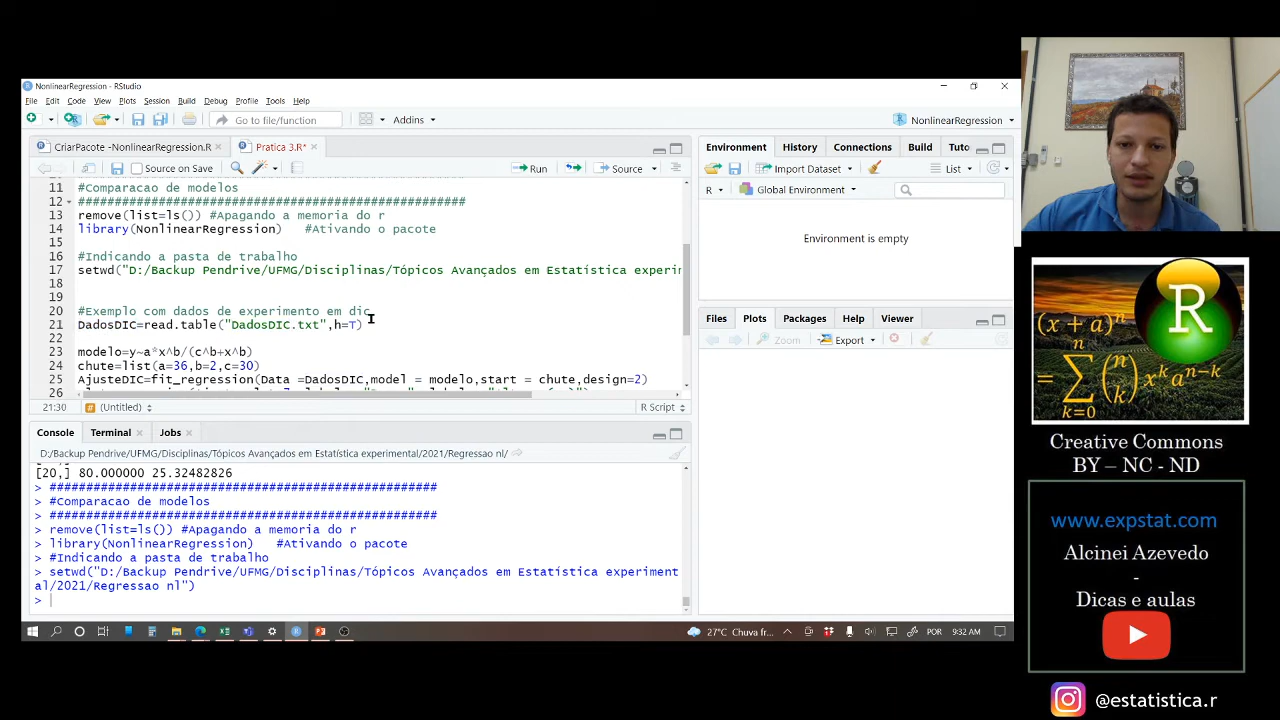 NonlinearRegression - RStudio
File Edit Code View Plots Session Build Debug Profile Tools Help
Go to file/function
Addins
NonlinearRegression
CriarPacote -NonlinearRegression.R
Pratica 3.R*
Source on Save
Run
Source
11 #Comparacao de modelos
12 #####################################################
13 remove(list=ls()) #Apagando a memoria do r
14 library(NonlinearRegression) #Ativando o pacote
15
16 #Indicando a pasta de trabalho
17 setwd("D:/Backup Pendrive/UFMG/Disciplinas/Tópicos Avançados em Estatística experi
18
19
20 #Exemplo com dados de experimento em dic
21 DadosDIC=read.table("DadosDIC.txt",h=T)
22
23 modelo=y~a*x^b/(c^b+x^b)
24 chute=list(a=36,b=2,c=30)
25 AjusteDIC=fit_regression(Data =DadosDIC,model = modelo,start = chute,design=2)
26
21:30
(Untitled)
R Script
Console Terminal Jobs
D:/Backup Pendrive/UFMG/Disciplinas/Tópicos Avançados em Estatística experimental/2021/Regressao nl/
[20,] 80.000000 25.32482826
> #####################################################
> #Comparacao de modelos
> #####################################################
> remove(list=ls()) #Apagando a memoria do r
> library(NonlinearRegression) #Ativando o pacote
> #Indicando a pasta de trabalho
> setwd("D:/Backup Pendrive/UFMG/Disciplinas/Tópicos Avançados em Estatística experiment
al/2021/Regressao nl")
>
Environment History Connections Build Tuto
Import Dataset
List
R
Global Environment
Environment is empty
Files Plots Packages Help Viewer
Zoom
Export
27°C Chuva fr...
POR
9:32 AM
(x + a)^n
= ∑ (n k) x^k a^(n−k)
n
k=0
R
Creative Commons
BY – NC - ND
www.expstat.com
Alcinei Azevedo
-
Dicas e aulas
@estatistica.r